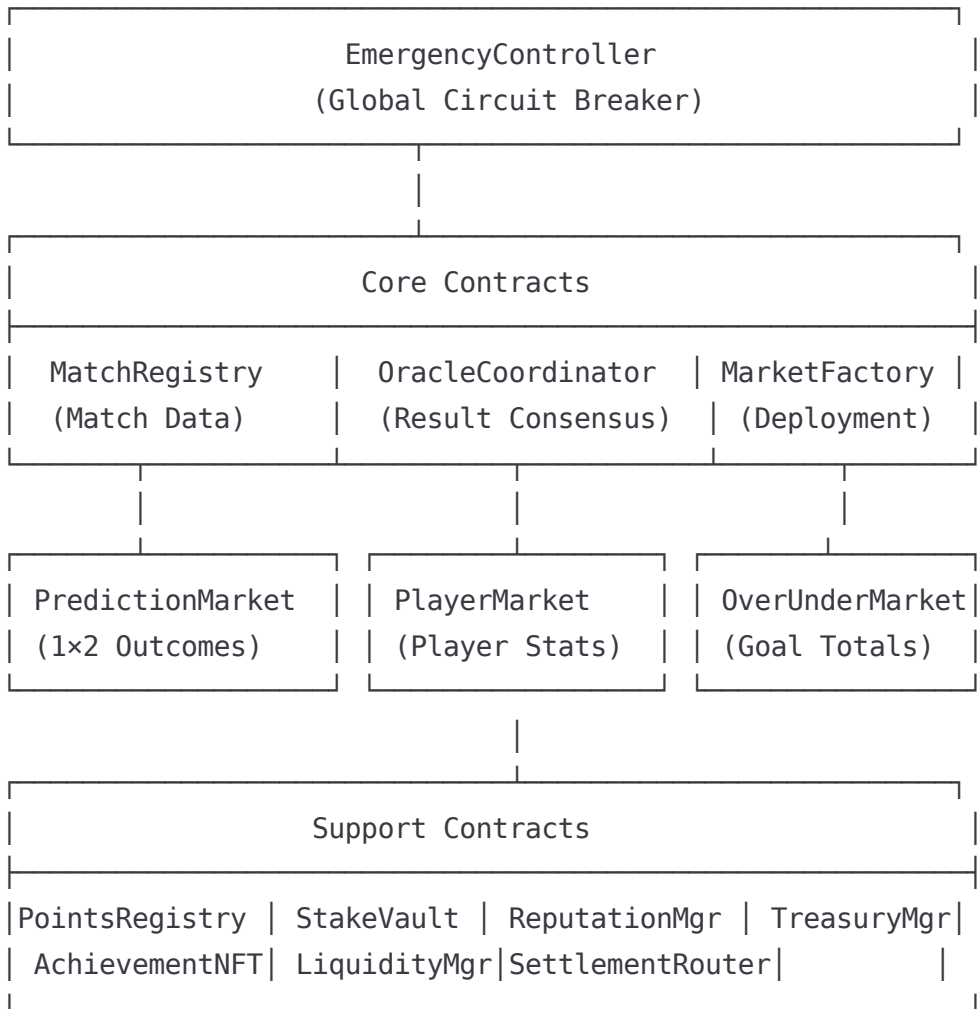 EmergencyController
(Global Circuit Breaker)
Core Contracts
MatchRegistry OracleCoordinator MarketFactory
(Match Data) (Result Consensus) (Deployment)
PredictionMarket PlayerMarket OverUnderMarket
(1×2 Outcomes) (Player Stats) (Goal Totals)
Support Contracts
PointsRegistry StakeVault ReputationMgr TreasuryMgr
AchievementNFT LiquidityMgr SettlementRouter